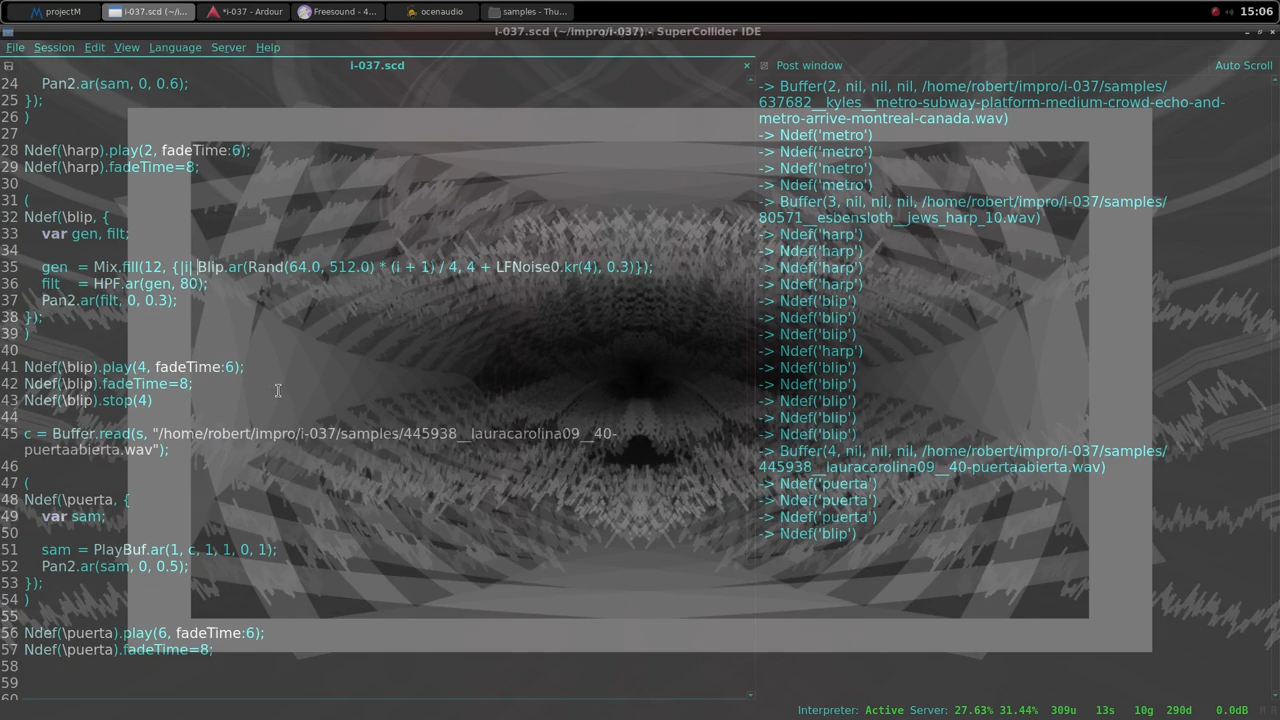 projectM
i-037.scd (~/i...
*i-037 - Ardour
Freesound - 4...
ocenaudio
samples - Thu...
15:06
i-037.scd (~/impro/i-037) - SuperCollider IDE
File Session Edit View Language Server Help
i-037.scd
24 Pan2.ar(sam, 0, 0.6);
25 });
26 )
27
28 Ndef(\harp).play(2, fadeTime:6);
29 Ndef(\harp).fadeTime=8;
30
31 (
32 Ndef(\blip, {
33 var gen, filt;
34
35 gen = Mix.fill(12, {|i| Blip.ar(Rand(64.0, 512.0) * (i + 1) / 4, 4 + LFNoise0.kr(4), 0.3)});
36 filt = HPF.ar(gen, 80);
37 Pan2.ar(filt, 0, 0.3);
38 });
39 )
40
41 Ndef(\blip).play(4, fadeTime:6);
42 Ndef(\blip).fadeTime=8;
43 Ndef(\blip).stop(4)
44
45 c = Buffer.read(s, "/home/robert/impro/i-037/samples/445938__lauracarolina09__40-
puertaabierta.wav");
46
47 (
48 Ndef(\puerta, {
49 var sam;
50
51 sam = PlayBuf.ar(1, c, 1, 1, 0, 1);
52 Pan2.ar(sam, 0, 0.5);
53 });
54 )
55
56 Ndef(\puerta).play(6, fadeTime:6);
57 Ndef(\puerta).fadeTime=8;
58
59
60
Post window
Auto Scroll
-> Buffer(2, nil, nil, nil, /home/robert/impro/i-037/samples/
637682__kyles__metro-subway-platform-medium-crowd-echo-and-
metro-arrive-montreal-canada.wav)
-> Ndef('metro')
-> Ndef('metro')
-> Ndef('metro')
-> Ndef('metro')
-> Buffer(3, nil, nil, nil, /home/robert/impro/i-037/samples/
80571__esbensloth__jews_harp_10.wav)
-> Ndef('harp')
-> Ndef('harp')
-> Ndef('harp')
-> Ndef('harp')
-> Ndef('blip')
-> Ndef('blip')
-> Ndef('blip')
-> Ndef('harp')
-> Ndef('blip')
-> Ndef('blip')
-> Ndef('blip')
-> Ndef('blip')
-> Ndef('blip')
-> Buffer(4, nil, nil, nil, /home/robert/impro/i-037/samples/
445938__lauracarolina09__40-puertaabierta.wav)
-> Ndef('puerta')
-> Ndef('puerta')
-> Ndef('puerta')
-> Ndef('blip')
Interpreter: Active Server: 27.63% 31.44% 309u 13s 10g 290d 0.0dB